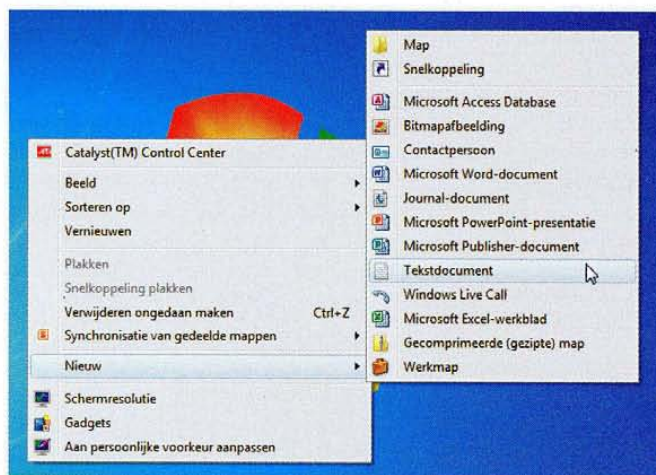 Catalyst(TM) Control Center
Beeld
Sorteren op
Vernieuwen
Plakken
Snelkoppeling plakken
Verwijderen ongedaan maken Ctrl+Z
Synchronisatie van gedeelde mappen
Nieuw
Schermresolutie
Gadgets
Aan persoonlijke voorkeur aanpassen
Map
Snelkoppeling
Microsoft Access Database
Bitmapafbeelding
Contactpersoon
Microsoft Word-document
Journal-document
Microsoft PowerPoint-presentatie
Microsoft Publisher-document
Tekstdocument
Windows Live Call
Microsoft Excel-werkblad
Gecomprimeerde (gezipte) map
Werkmap